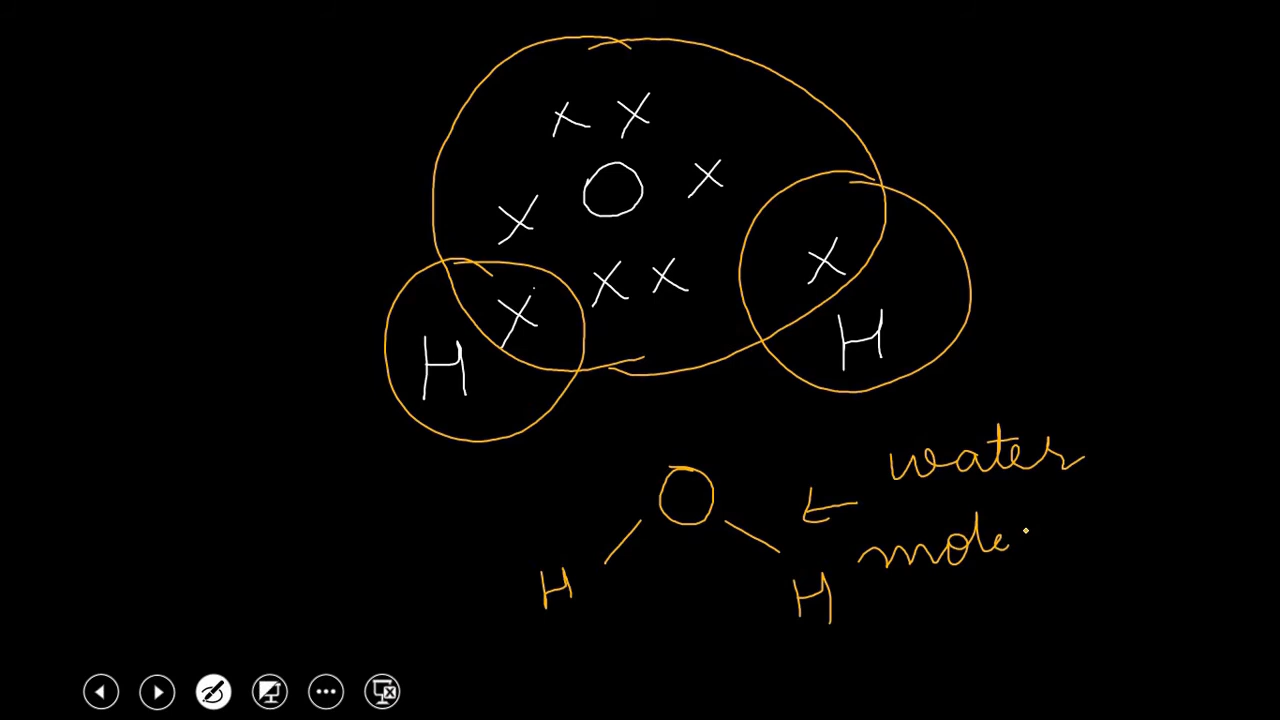 X X
O X
X
X X X X
H H
O water
mole
H H